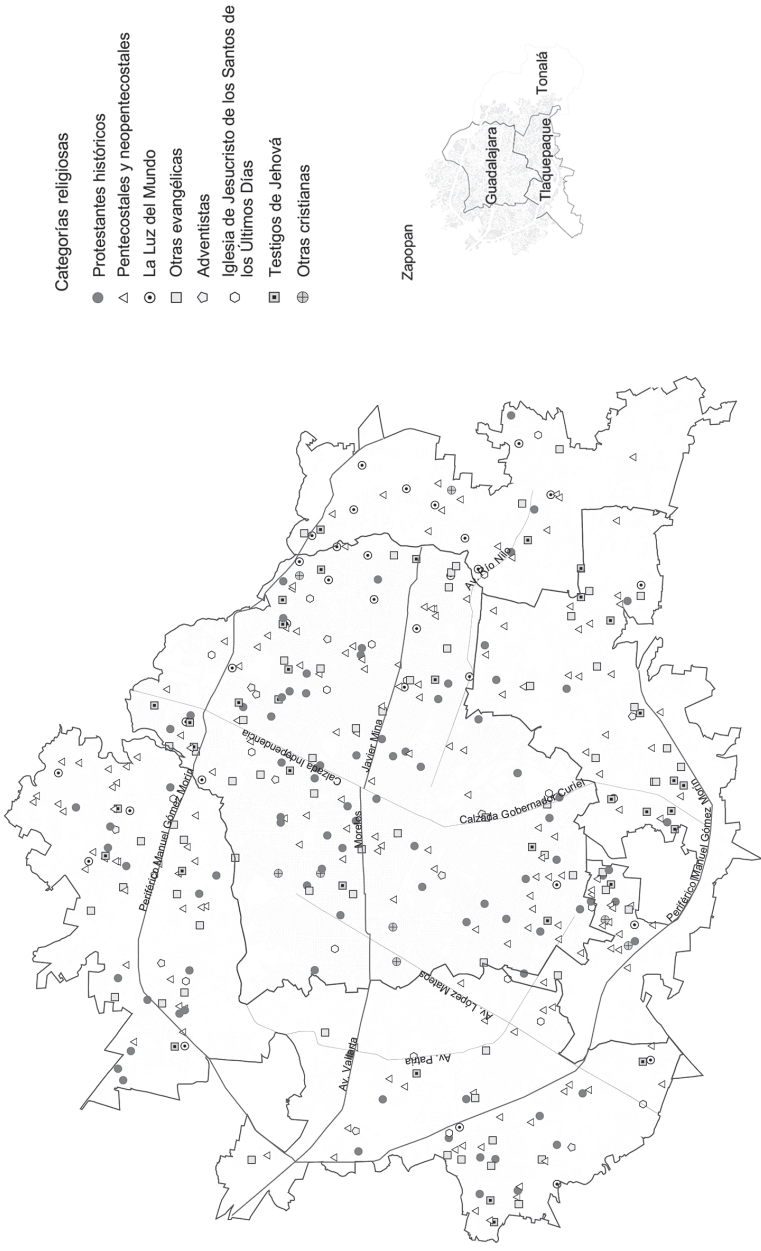 Categorías religiosas
Protestantes históricos
Pentecostales y neopentecostales
La Luz del Mundo
Otras evangélicas
Adventistas
Iglesia de Jesucristo de los Santos de
los Últimos Días
Testigos de Jehová
Otras cristianas
Zapopan
Guadalajara
Tlaquepaque
Tonalá
Periférico Manuel Gómez Morín
Calzada Independencia
Javier Mina
Morelos
Av. Río Nilo
Calzada Gobernador Curiel
Av. López Mateos
Av. Vallarta
Av. Patria
Periférico Manuel Gómez Morín